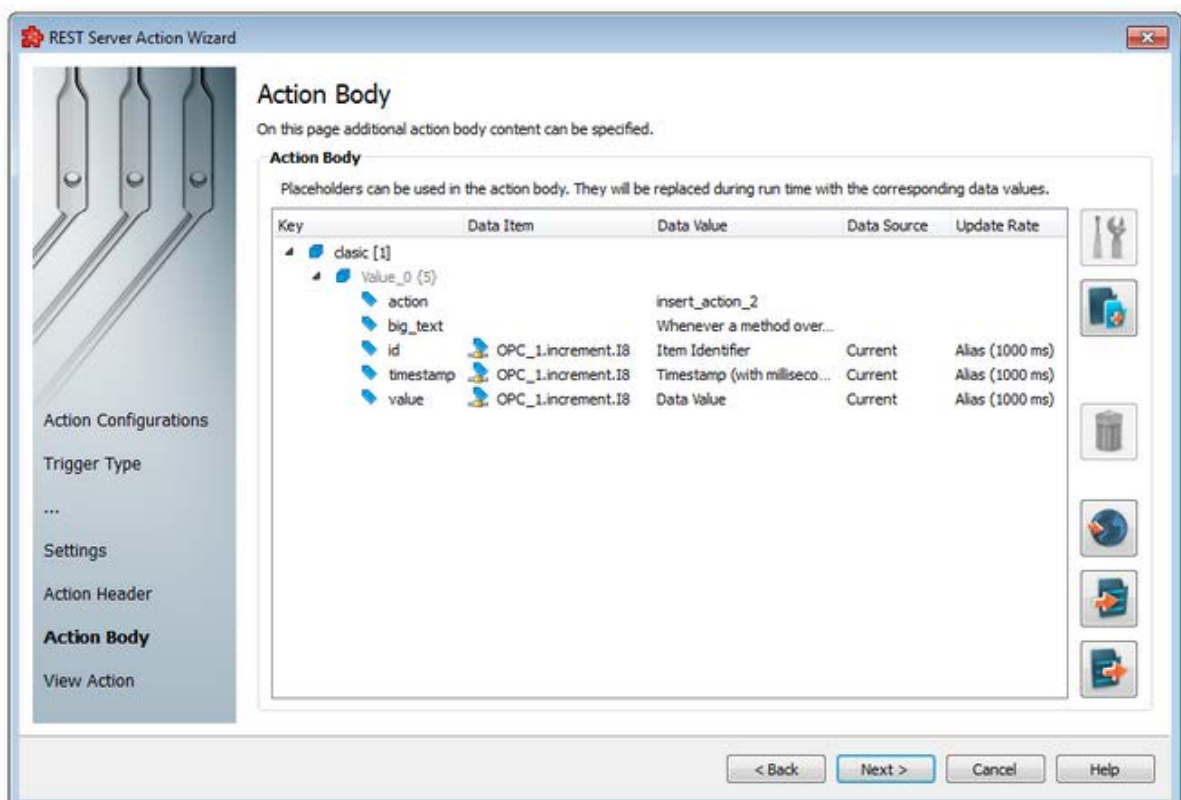 REST Server Action Wizard
Action Body
On this page additional action body content can be specified.
Action Body
Placeholders can be used in the action body. They will be replaced during run time with the corresponding data values.
Key Data Item Data Value Data Source Update Rate
clasic [1]
Value_0 {5}
action insert_action_2
big_text Whenever a method over...
id OPC_1.increment.I8 Item Identifier Current Alias (1000 ms)
timestamp OPC_1.increment.I8 Timestamp (with milliseco... Current Alias (1000 ms)
value OPC_1.increment.I8 Data Value Current Alias (1000 ms)
Action Configurations
Trigger Type
...
Settings
Action Header
Action Body
View Action
< Back Next > Cancel Help